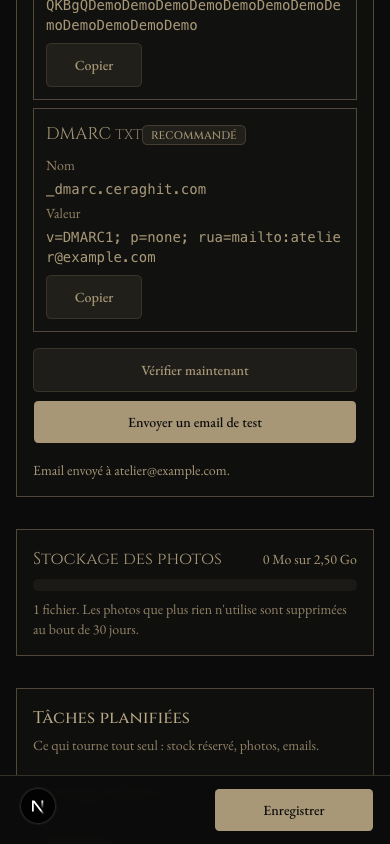 QKBgQDemoDemoDemoDemoDemoDemoDemoDe
moDemoDemoDemoDemo
Copier
DMARC TXT RECOMMANDÉ
Nom
_dmarc.ceraghit.com
Valeur
v=DMARC1; p=none; rua=mailto:atelie
r@example.com
Copier
Vérifier maintenant
Envoyer un email de test
Email envoyé à atelier@example.com.
Stockage des photos 0 Mo sur 2,50 Go
1 fichier. Les photos que plus rien n'utilise sont supprimées
au bout de 30 jours.
Tâches planifiées
Ce qui tourne tout seul : stock réservé, photos, emails.
N
Enregistrer